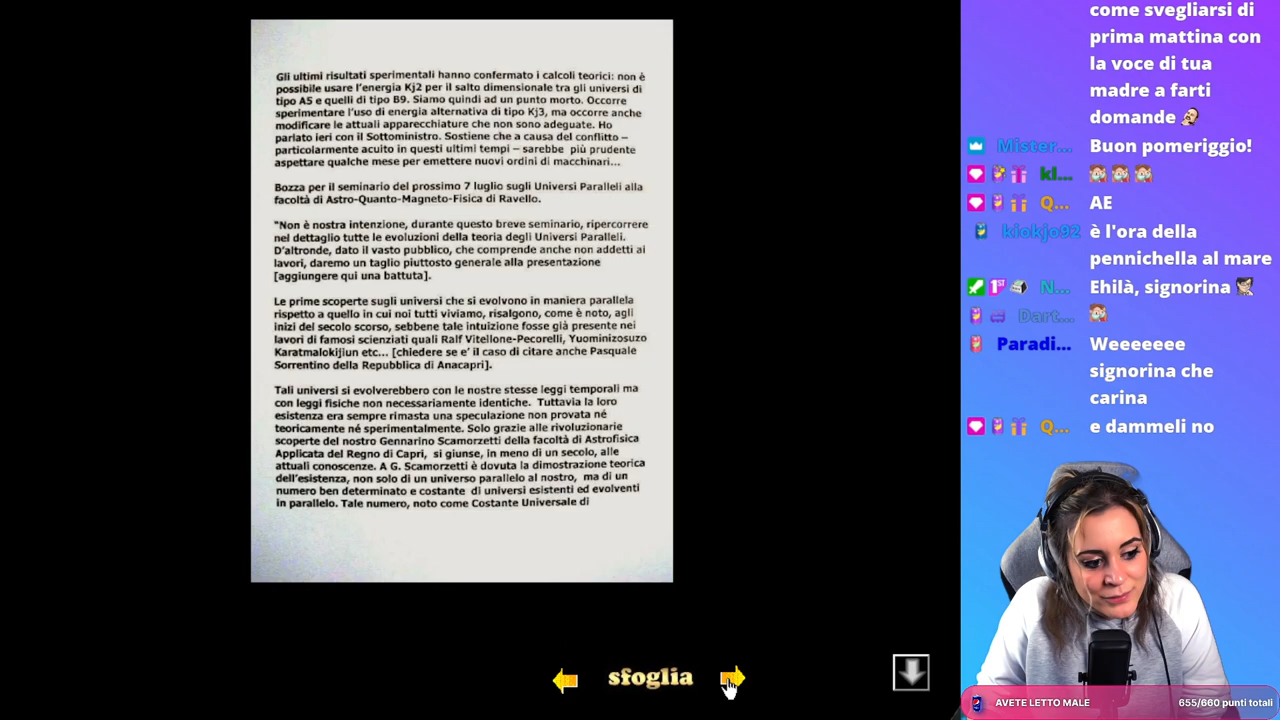 Gli ultimi risultati sperimentali hanno confermato i calcoli teorici: non è
possibile usare l'energia Kj2 per il salto dimensionale tra gli universi di
tipo A5 e quelli di tipo B9. Siamo quindi ad un punto morto. Occorre
sperimentare l'uso di energia alternativa di tipo Kj3, ma occorre anche
modificare le attuali apparecchiature che non sono adeguate. Ho
parlato ieri con il Sottoministro. Sostiene che a causa del conflitto –
particolarmente acuito in questi ultimi tempi – sarebbe più prudente
aspettare qualche mese per emettere nuovi ordini di macchinari...
Bozza per il seminario del prossimo 7 luglio sugli Universi Paralleli alla
facoltà di Astro-Quanto-Magneto-Fisica di Ravello.
"Non è nostra intenzione, durante questo breve seminario, ripercorrere
nel dettaglio tutte le evoluzioni della teoria degli Universi Paralleli.
D'altronde, dato il vasto pubblico, che comprende anche non addetti ai
lavori, daremo un taglio piuttosto generale alla presentazione
[aggiungere qui una battuta].
Le prime scoperte sugli universi che si evolvono in maniera parallela
rispetto a quello in cui noi tutti viviamo, risalgono, come è noto, agli
inizi del secolo scorso, sebbene tale intuizione fosse già presente nei
lavori di famosi scienziati quali Ralf Vitellone-Pecorelli, Yuominizosuzo
Karatmalokijiun etc... [chiedere se e' il caso di citare anche Pasquale
Sorrentino della Repubblica di Anacapri].
Tali universi si evolverebbero con le nostre stesse leggi temporali ma
con leggi fisiche non necessariamente identiche. Tuttavia la loro
esistenza era sempre rimasta una speculazione non provata né
teoricamente né sperimentalmente. Solo grazie alle rivoluzionarie
scoperte del nostro Gennarino Scamorzetti della facoltà di Astrofisica
Applicata del Regno di Capri, si giunse, in meno di un secolo, alle
attuali conoscenze. A G. Scamorzetti è dovuta la dimostrazione teorica
dell'esistenza, non solo di un universo parallelo al nostro, ma di un
numero ben determinato e costante di universi esistenti ed evolventi
in parallelo. Tale numero, noto come Costante Universale di
sfoglia
come svegliarsi di
prima mattina con
la voce di tua
madre a farti
domande
Mister... Buon pomeriggio!
kl...
Q... AE
kiokjo92 è l'ora della
pennichella al mare
1ST N... Ehilà, signorina
Dart...
Paradi... Weeeeeee
signorina che
carina
Q... e dammeli no
AVETE LETTO MALE 655/660 punti totali